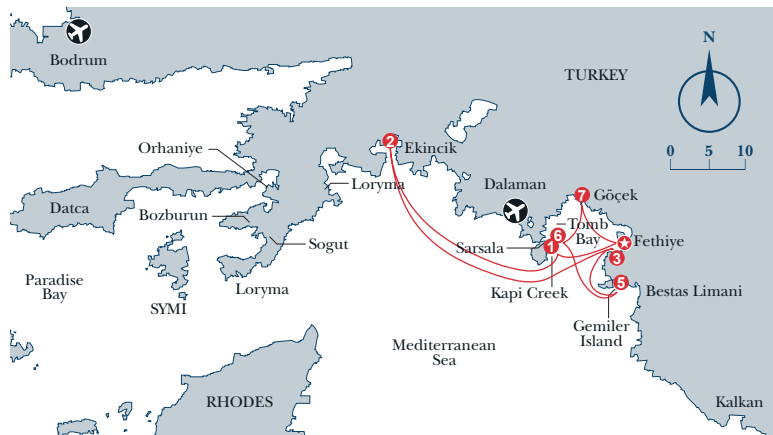 N
Bodrum
TURKEY
2
Ekincik
Orhaniye
0 5 10
Loryma
Dalaman
7
Göçek
Datca
Bozburun
6
Tomb
Bay
Sogut
Sarsala
1
Fethiye
3
Paradise
Bay
Loryma
Kapi Creek
5
Bestas Limani
SYMI
Gemiler
Island
Mediterranean
Sea
RHODES
Kalkan